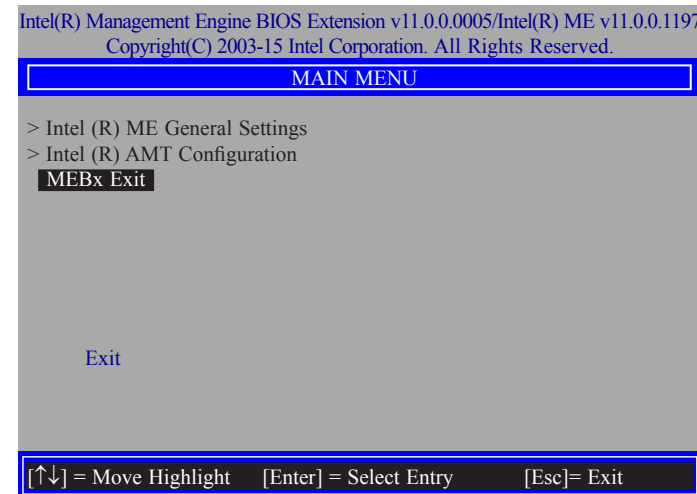 Intel(R) Management Engine BIOS Extension v11.0.0.0005/Intel(R) ME v11.0.0.1197
Copyright(C) 2003-15 Intel Corporation. All Rights Reserved.
MAIN MENU
> Intel (R) ME General Settings
> Intel (R) AMT Configuration
MEBx Exit
Exit
[↑↓] = Move Highlight [Enter] = Select Entry [Esc]= Exit